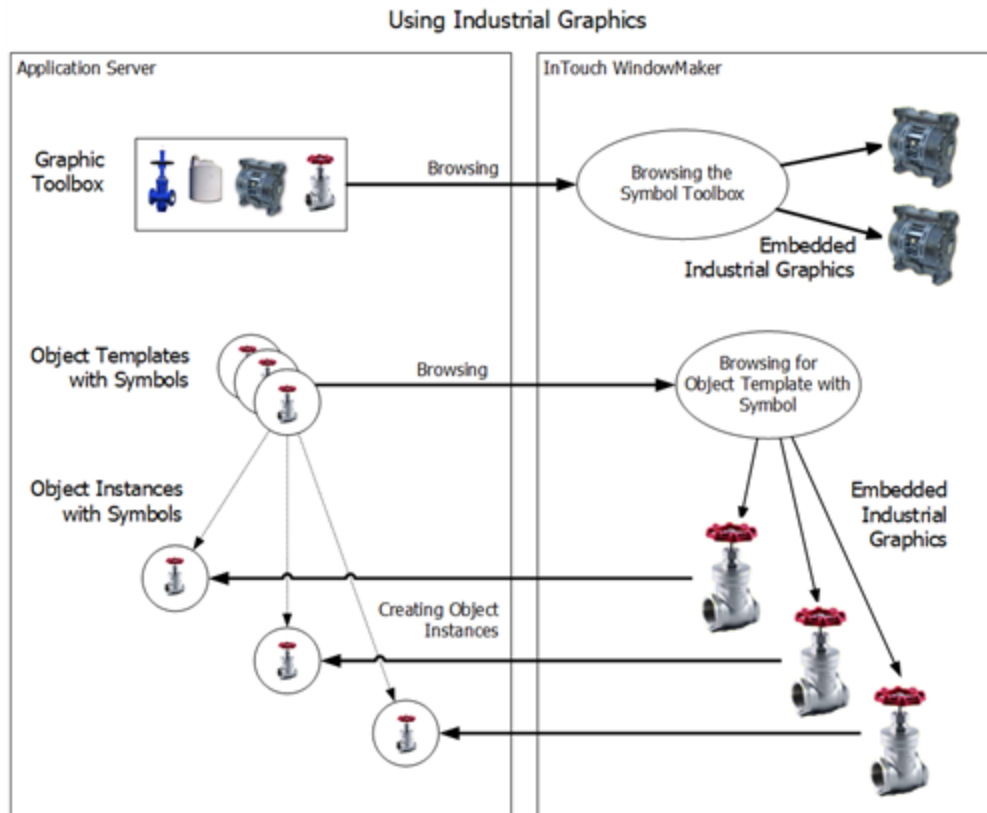 Using Industrial Graphics
Application Server
InTouch WindowMaker
Graphic
Toolbox
Browsing
Browsing the
Symbol Toolbox
Embedded
Industrial Graphics
Object Templates
with Symbols
Browsing
Browsing for
Object Template with
Symbol
Object Instances
with Symbols
Embedded
Industrial
Graphics
Creating Object
Instances